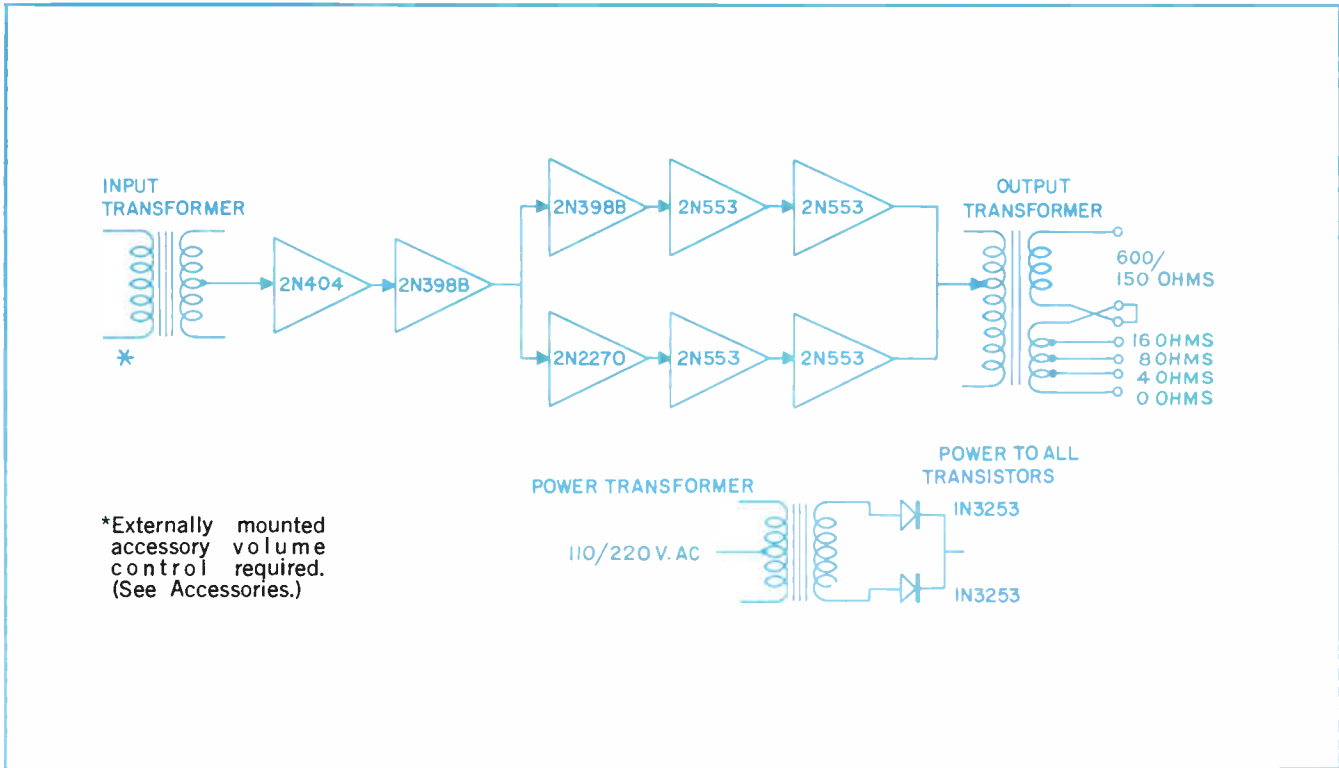 INPUT
TRANSFORMER
*
2N404
2N398B
2N398B
2N553
2N553
2N2270
2N553
2N553
OUTPUT
TRANSFORMER
600/
150 OHMS
16 OHMS
8 OHMS
4 OHMS
0 OHMS
POWER TRANSFORMER
110/220 V. AC
POWER TO ALL
TRANSISTORS
IN3253
1N3253
*Externally mounted
accessory volume
control required.
(See Accessories.)